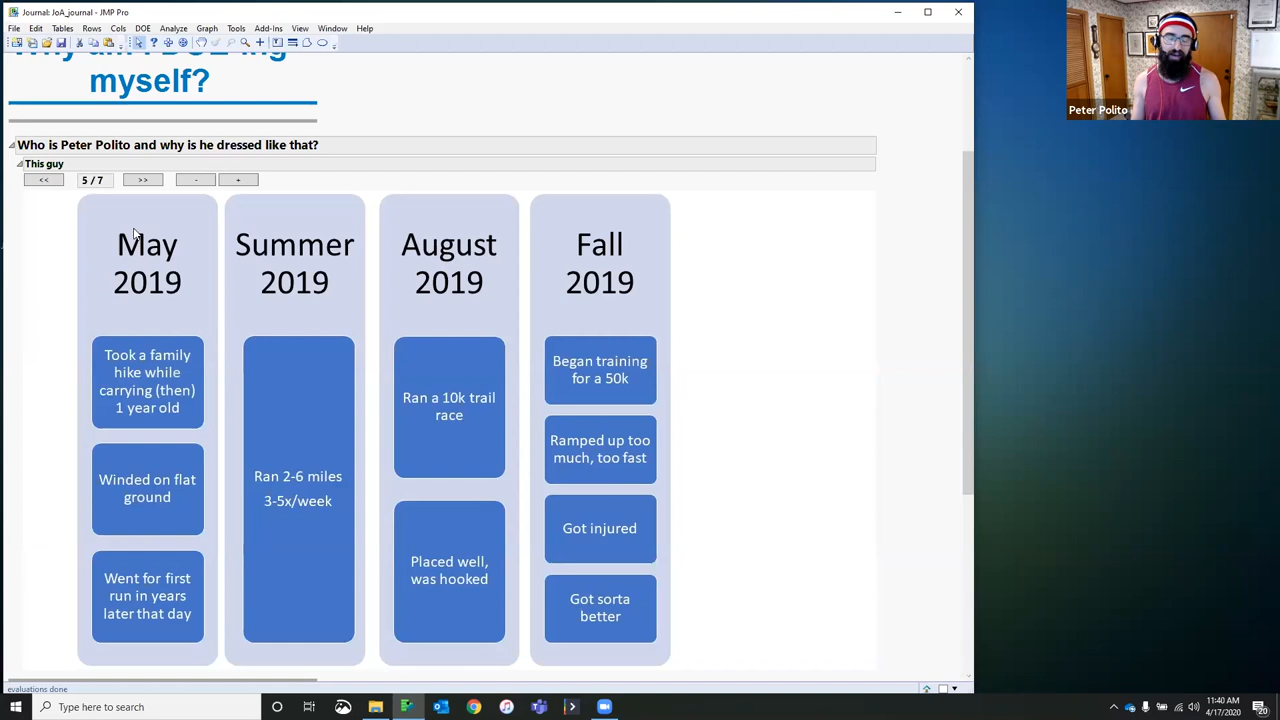 Journal: JoA_journal - JMP Pro
File Edit Tables Rows Cols DOE Analyze Graph Tools Add-Ins View Window Help
myself?
Who is Peter Polito and why is he dressed like that?
This guy
<< 5 / 7 >> - +
May
2019
Took a family
hike while
carrying (then)
1 year old
Winded on flat
ground
Went for first
run in years
later that day
Summer
2019
Ran 2-6 miles
3-5x/week
August
2019
Ran a 10k trail
race
Placed well,
was hooked
Fall
2019
Began training
for a 50k
Ramped up too
much, too fast
Got injured
Got sorta
better
evaluations done
Peter Polito
Type here to search
11:40 AM
4/17/2020
20